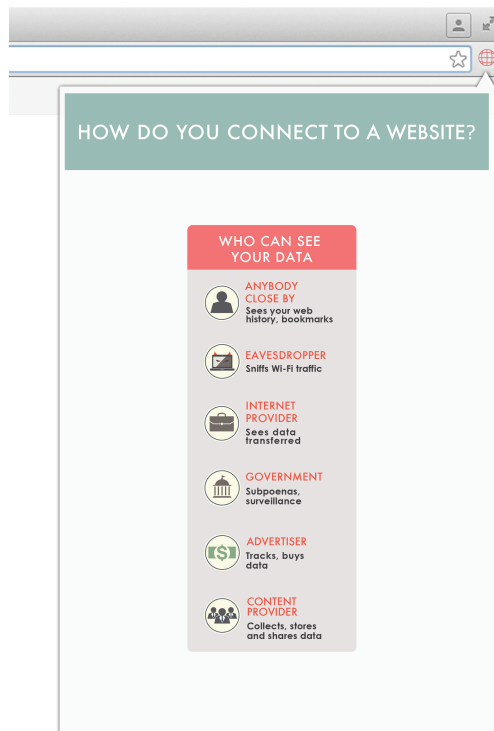 HOW DO YOU CONNECT TO A WEBSITE?
WHO CAN SEE
YOUR DATA
ANYBODY
CLOSE BY
Sees your web
history, bookmarks
EAVESDROPPER
Sniffs Wi-Fi traffic
INTERNET
PROVIDER
Sees data
transferred
GOVERNMENT
Subpoenas,
surveillance
ADVERTISER
Tracks, buys
data
CONTENT
PROVIDER
Collects, stores
and shares data